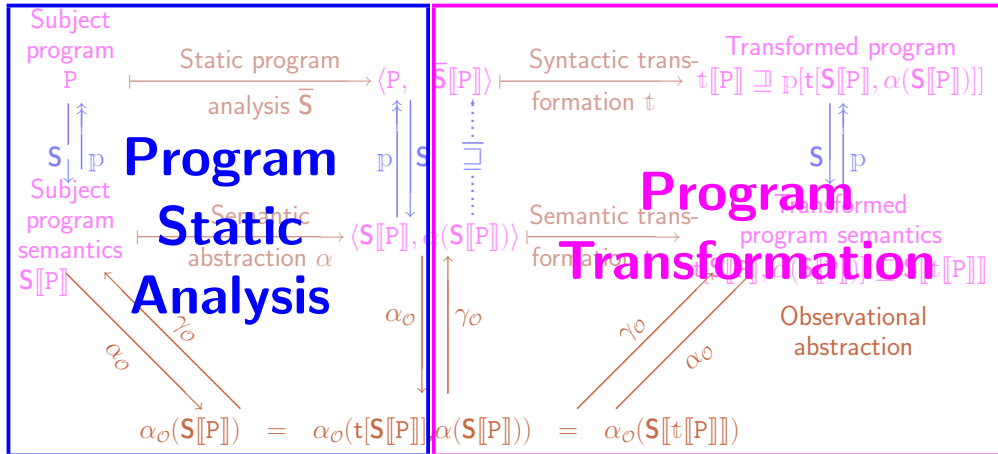 Subject
program
P
Static program
analysis S̅
⟨P, S̅⟦P⟧⟩
Syntactic trans-
formation 𝕥
Transformed program
𝕥⟦P⟧ ⊒ 𝕡[t[S⟦P⟧, α(S⟦P⟧)]]
S
𝕡
𝕡
S
⊑
S
𝕡
Program
Static
Analysis
Program
Transformation
Subject
program
semantics
S⟦P⟧
Semantic
abstraction α
⟨S⟦P⟧, α(S⟦P⟧)⟩
Semantic trans-
formation
Transformed
program semantics
α𝒪
γ𝒪
α𝒪
γ𝒪
γ𝒪
α𝒪
Observational
abstraction
α𝒪(S⟦P⟧) = α𝒪(t[S⟦P⟧],α(S⟦P⟧)) = α𝒪(S⟦𝕥⟦P⟧⟧)